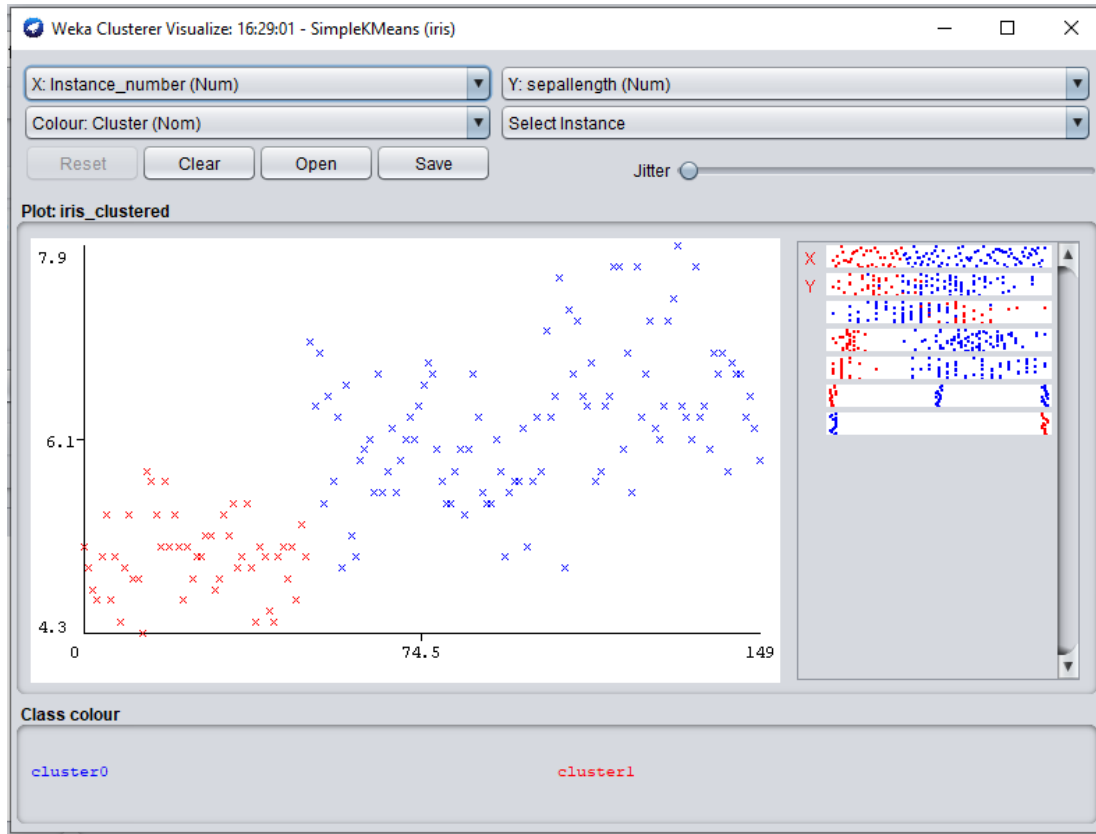 Weka Clusterer Visualize: 16:29:01 - SimpleKMeans (iris)
X: Instance_number (Num)
Y: sepallength (Num)
Colour: Cluster (Nom)
Select Instance
Reset
Clear
Open
Save
Jitter
Plot: iris_clustered
7.9
6.1
4.3
0
74.5
149
X
Y
Class colour
cluster0
cluster1